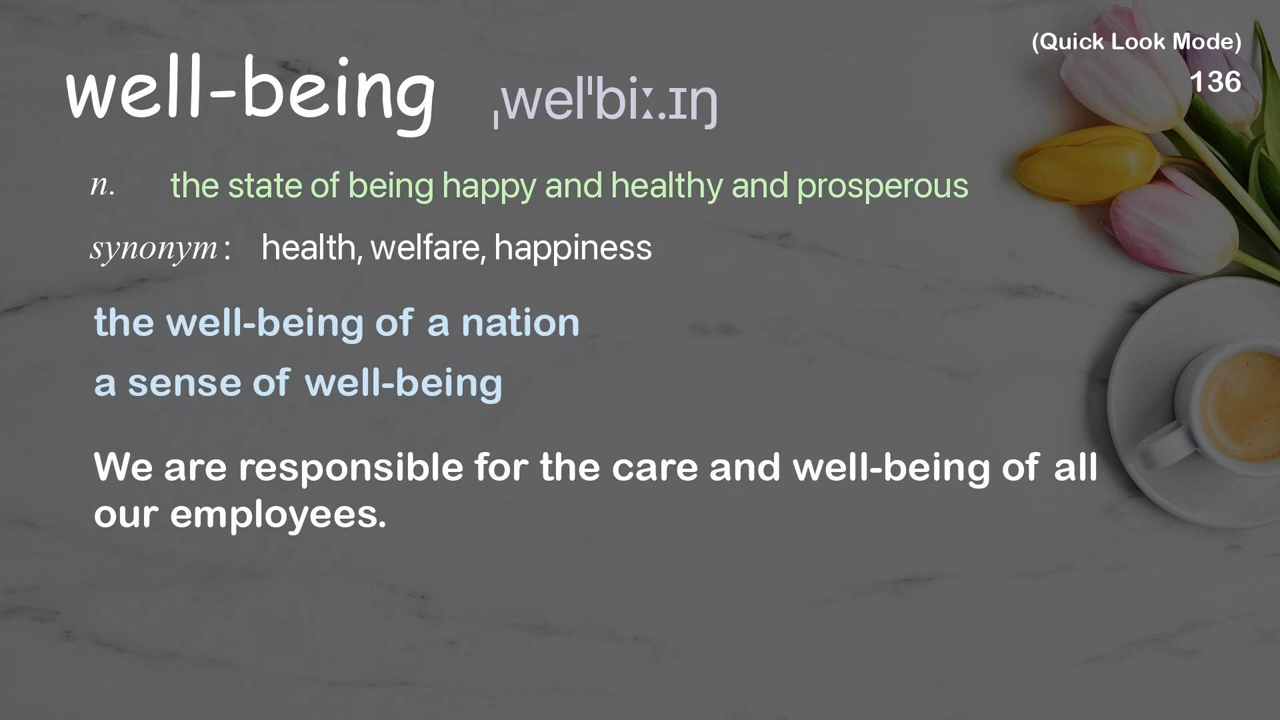 (Quick Look Mode)
136
well-being ˌwelˈbiː.ɪŋ
n. the state of being happy and healthy and prosperous
synonym: health, welfare, happiness
the well-being of a nation
a sense of well-being
We are responsible for the care and well-being of all
our employees.